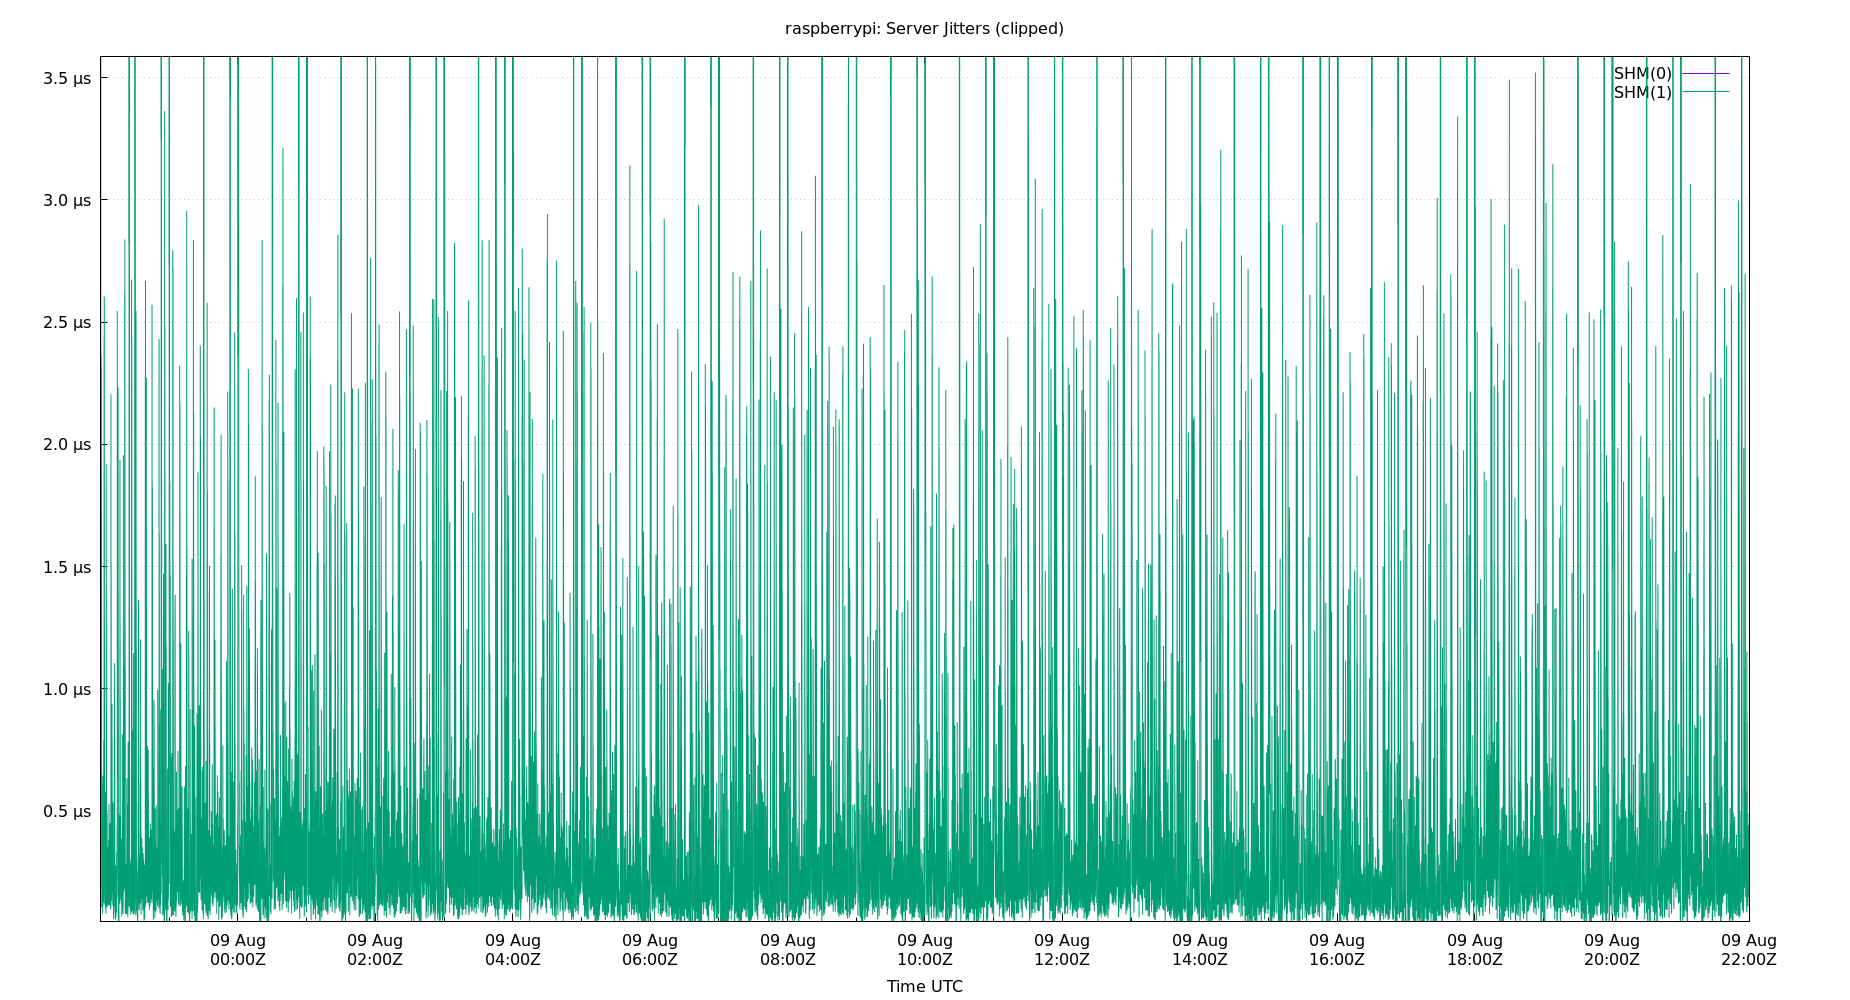 raspberrypi: Server Jitters (clipped)
3.5 µs
3.0 µs
2.5 µs
2.0 µs
1.5 µs
1.0 µs
0.5 µs
SHM(0)
SHM(1)
09 Aug 09 Aug 09 Aug 09 Aug 09 Aug 09 Aug 09 Aug 09 Aug 09 Aug 09 Aug 09 Aug 09 Aug
00:00Z 02:00Z 04:00Z 06:00Z 08:00Z 10:00Z 12:00Z 14:00Z 16:00Z 18:00Z 20:00Z 22:00Z
Time UTC